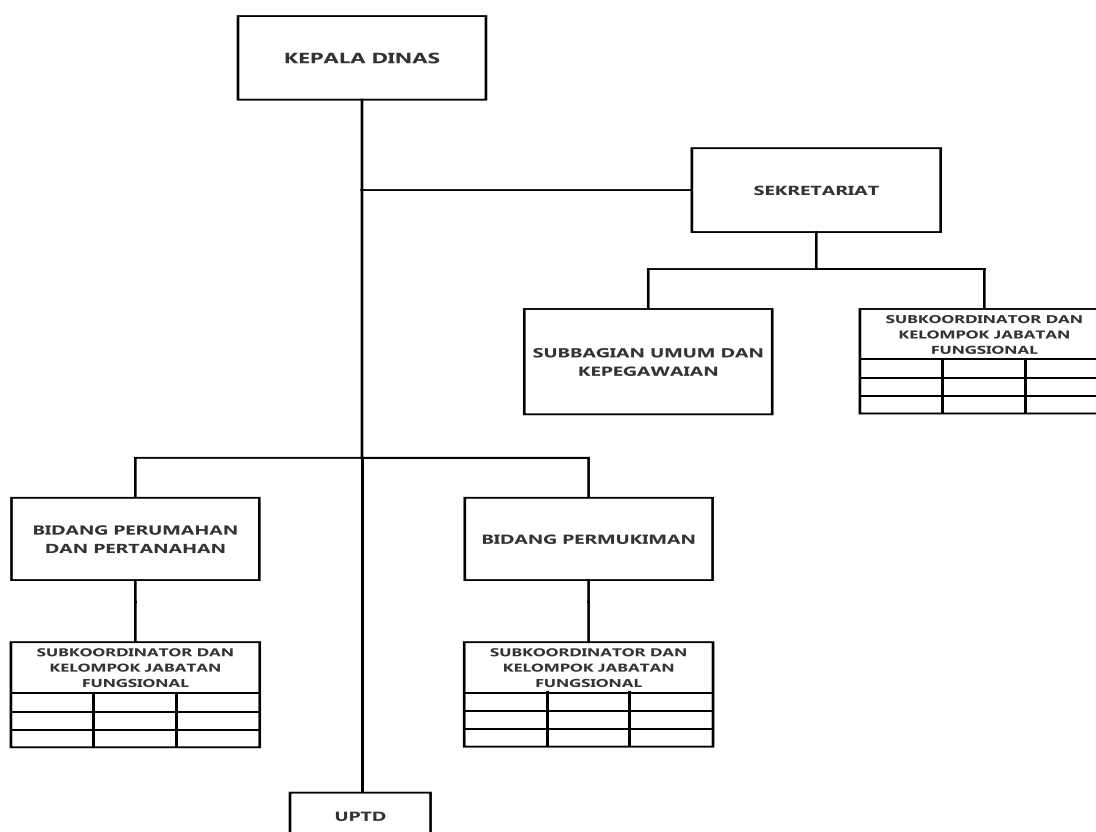 KEPALA DINAS
SEKRETARIAT
SUBBAGIAN UMUM DAN
KEPEGAWAIAN
SUBKOORDINATOR DAN
KELOMPOK JABATAN
FUNGSIONAL
BIDANG PERUMAHAN
DAN PERTANAHAN
BIDANG PERMUKIMAN
SUBKOORDINATOR DAN
KELOMPOK JABATAN
FUNGSIONAL
SUBKOORDINATOR DAN
KELOMPOK JABATAN
FUNGSIONAL
UPTD